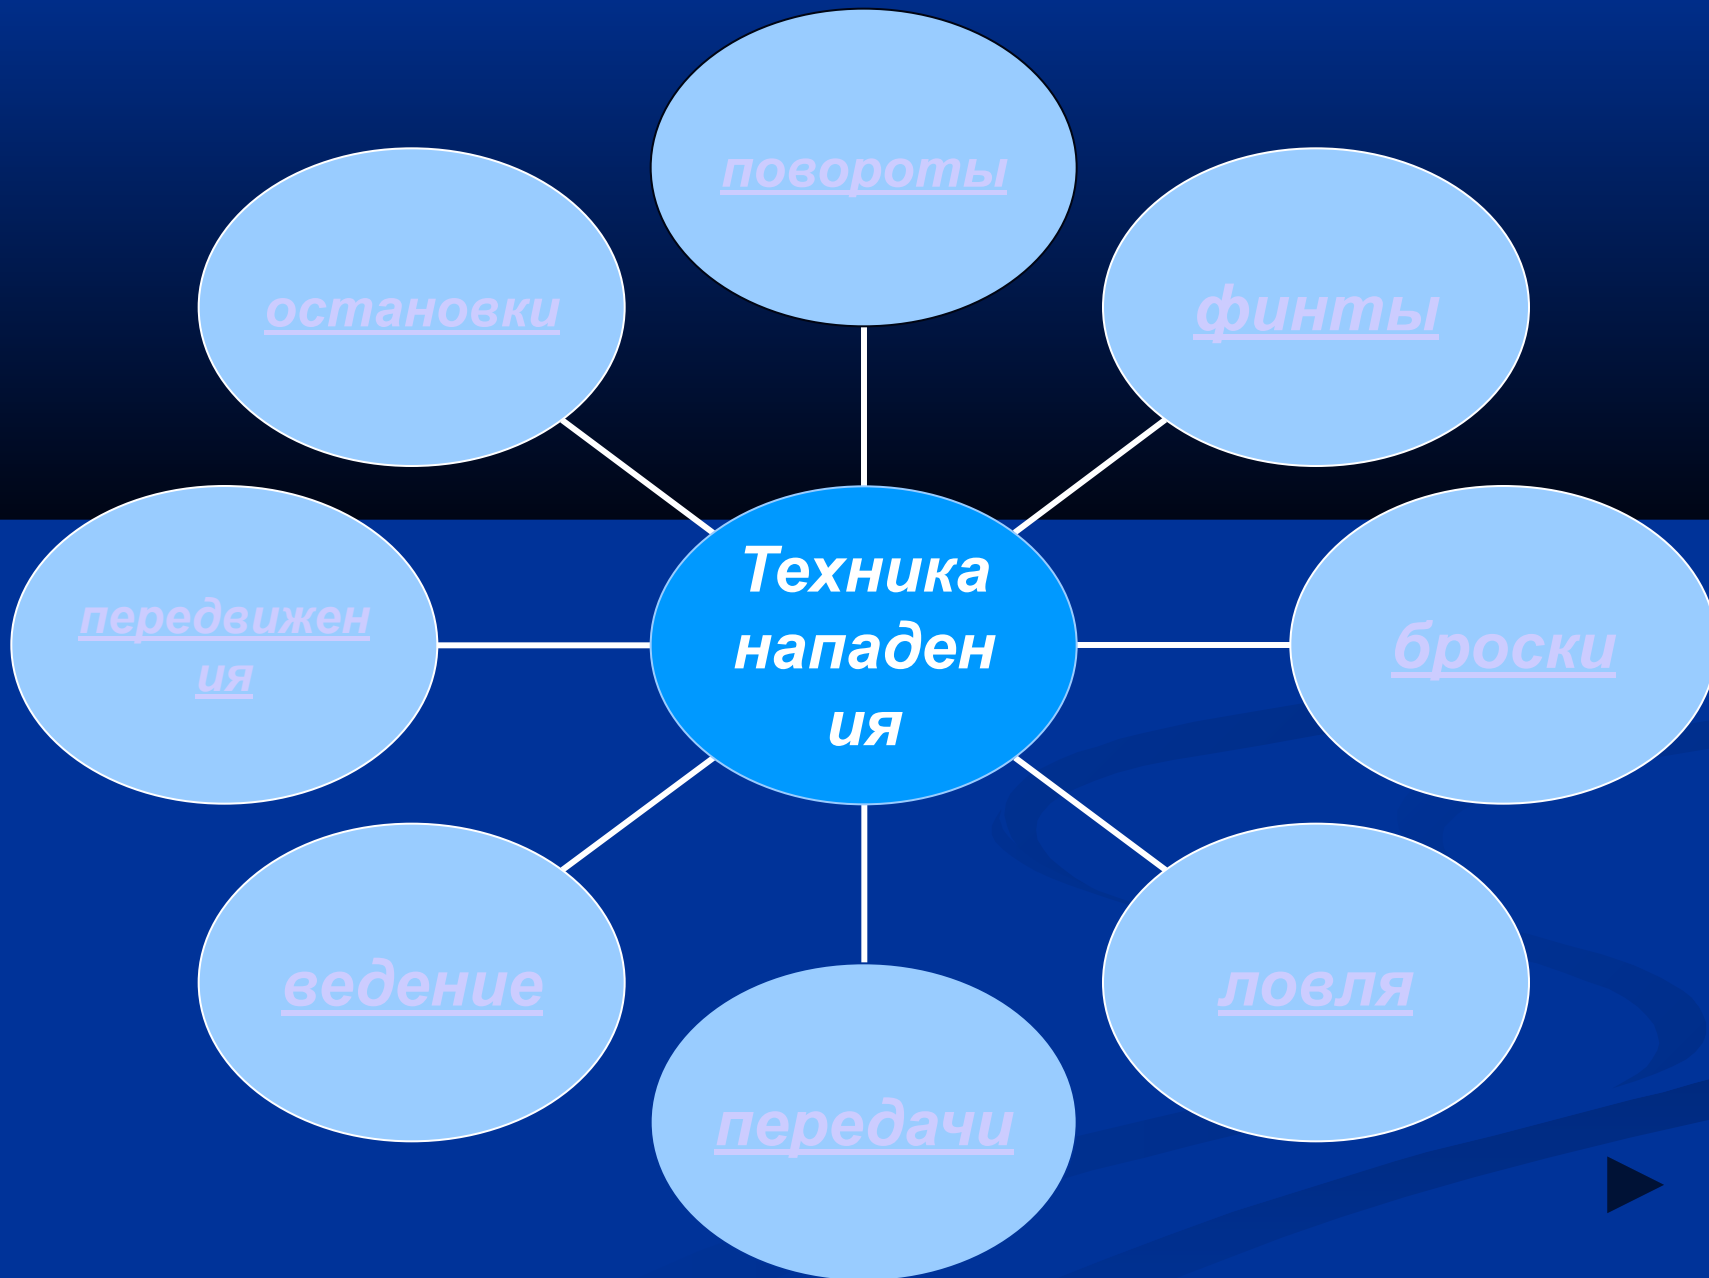 повороты
остановки
финты
Техника
нападен
ия
передвижен
ия
броски
ведение
ловля
передачи